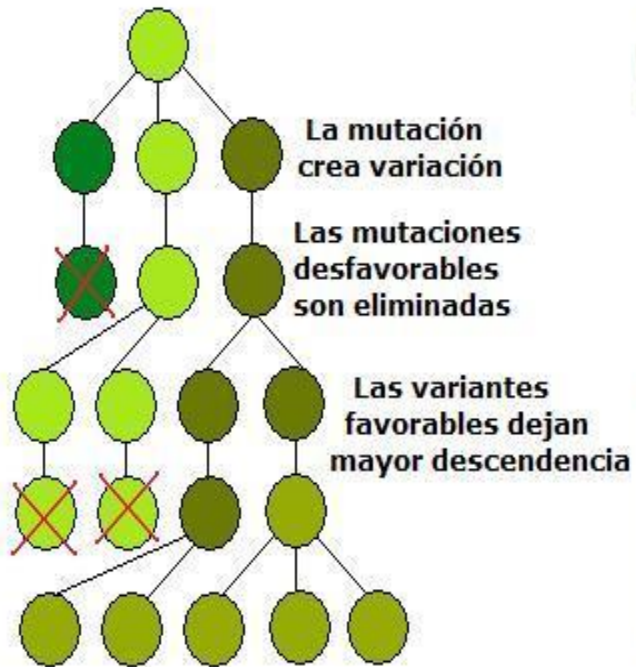 La mutación
crea variación
Las mutaciones
desfavorables
son eliminadas
Las variantes
favorables dejan
mayor descendencia